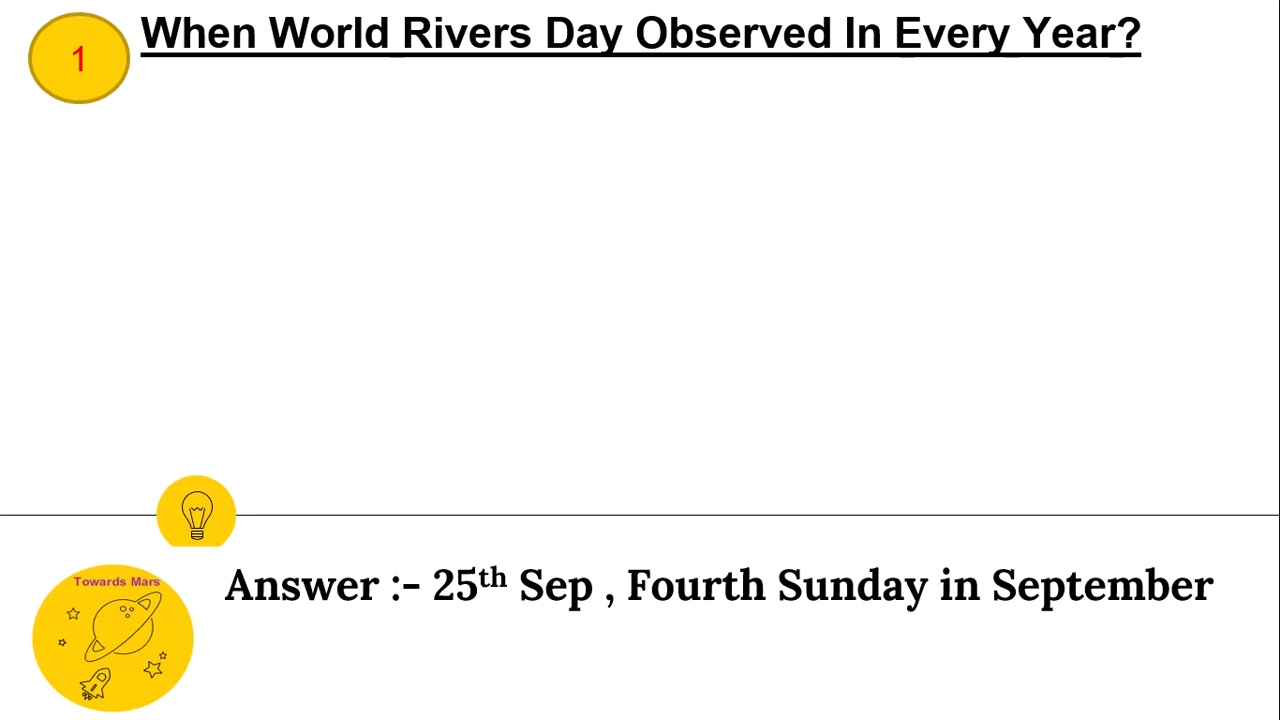 1
When World Rivers Day Observed In Every Year?
Towards Mars
Answer :- 25th Sep , Fourth Sunday in September